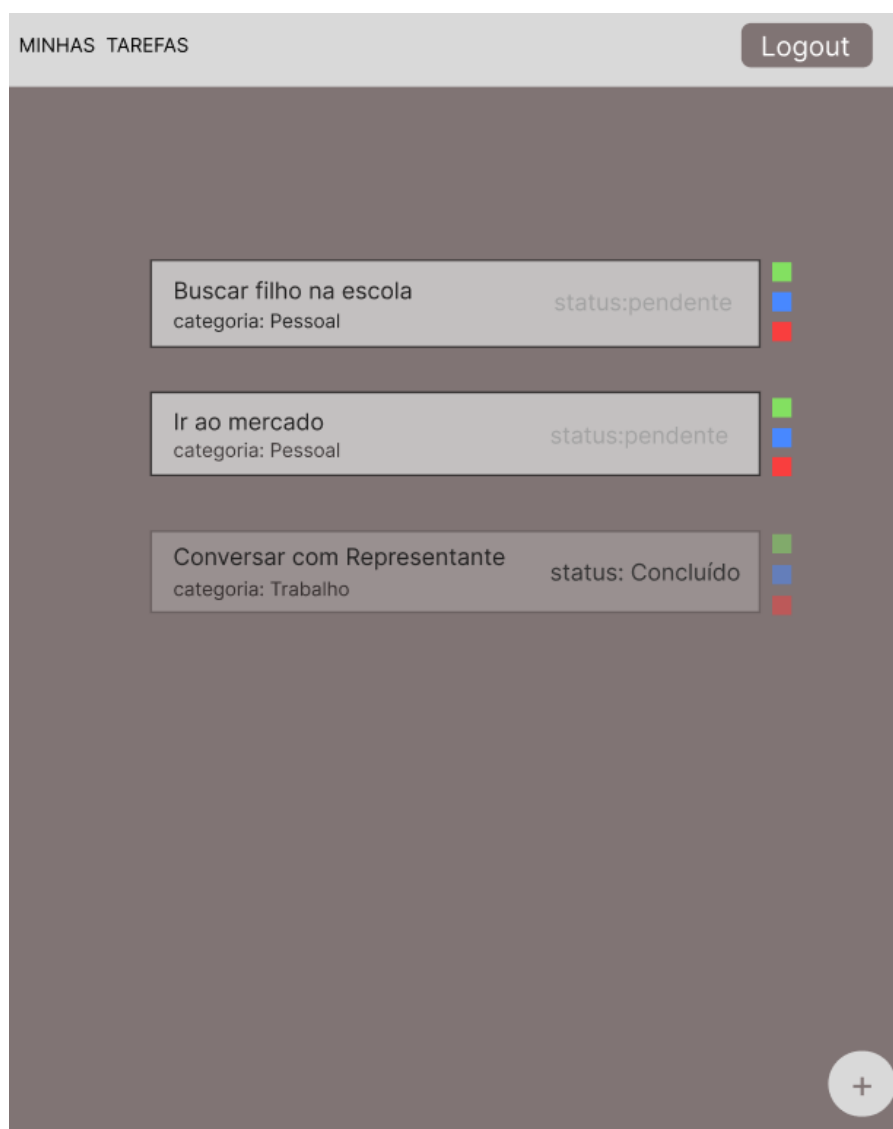 MINHAS TAREFAS
Logout
Buscar filho na escola
categoria: Pessoal
status:pendente
Ir ao mercado
categoria: Pessoal
status:pendente
Conversar com Representante
categoria: Trabalho
status: Concluído
+